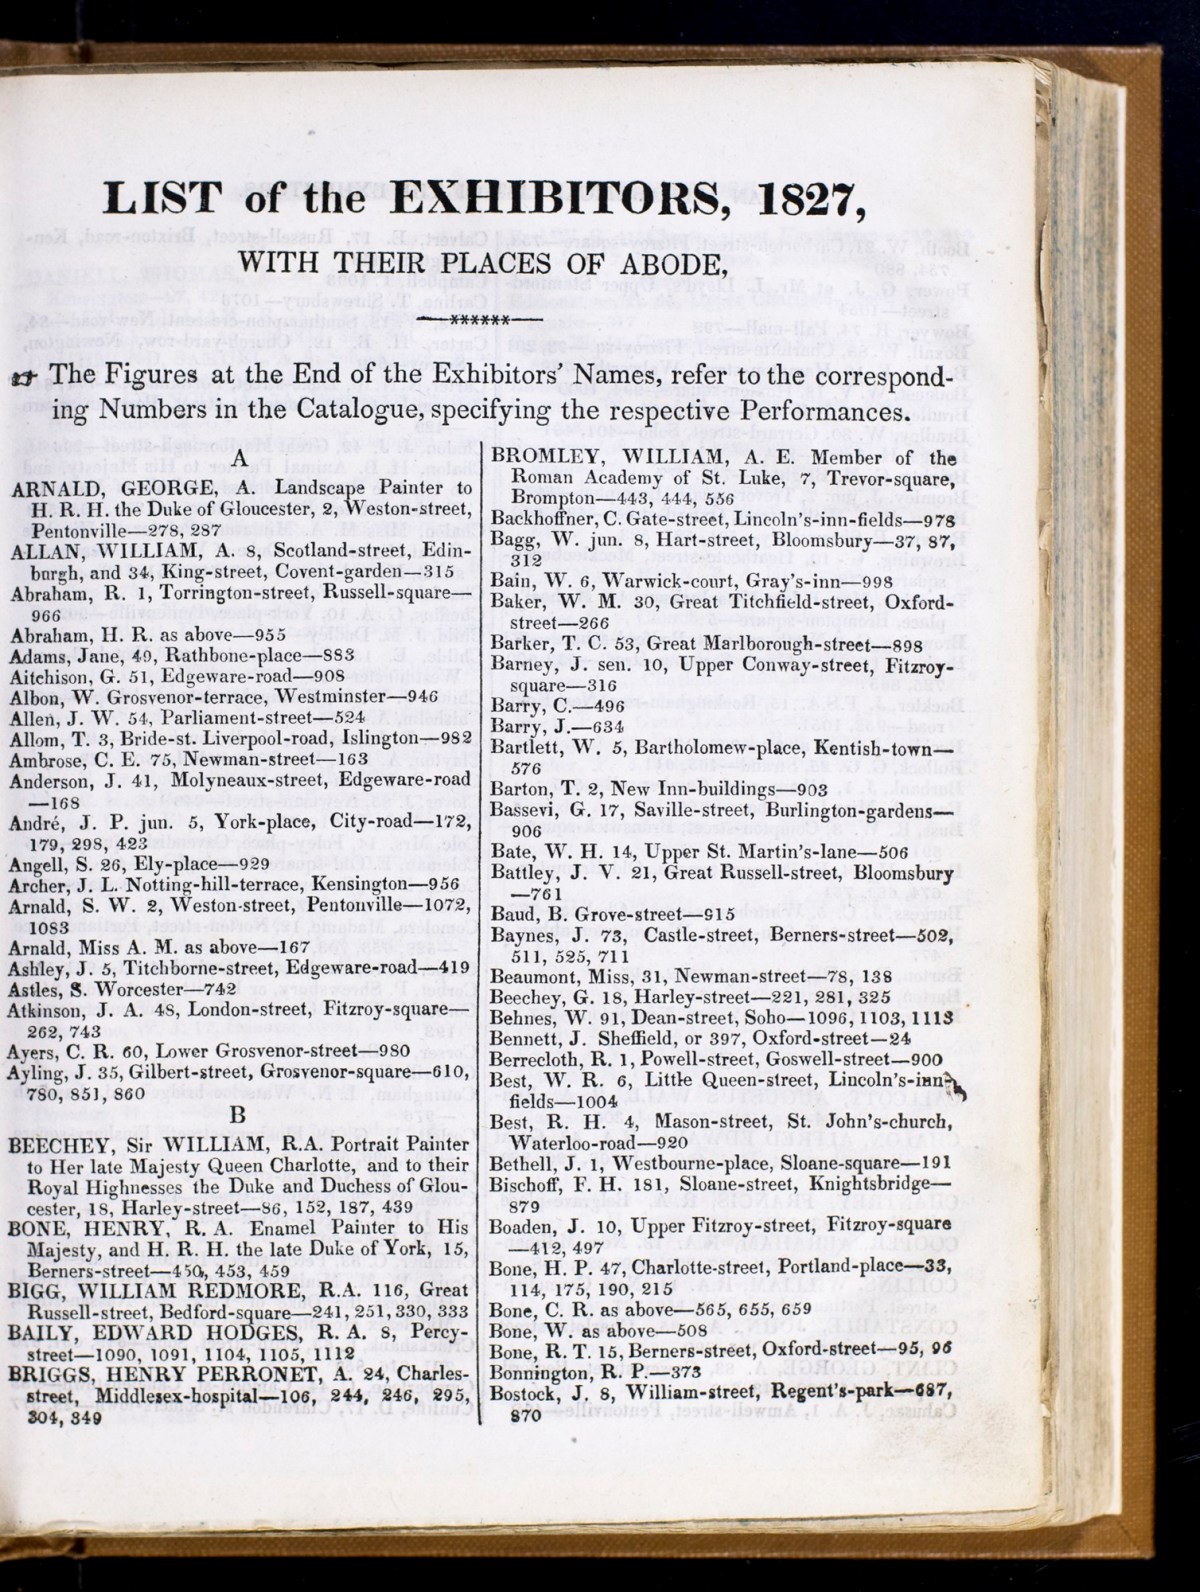 LIST of the EXHIBITORS, 1827,
WITH THEIR PLACES OF ABODE,
******
☞ The Figures at the End of the Exhibitors' Names, refer to the correspond-
ing Numbers in the Catalogue, specifying the respective Performances.
A
ARNALD, GEORGE, A. Landscape Painter to
H. R. H. the Duke of Gloucester, 2, Weston-street,
Pentonville—278, 287
ALLAN, WILLIAM, A. 8, Scotland-street, Edin-
burgh, and 34, King-street, Covent-garden—315
Abraham, R. 1, Torrington-street, Russell-square—
966
Abraham, H. R. as above—955
Adams, Jane, 49, Rathbone-place—883
Aitchison, G. 51, Edgeware-road—908
Albon, W. Grosvenor-terrace, Westminster—946
Allen, J. W. 54, Parliament-street—524
Allom, T. 3, Bride-st. Liverpool-road, Islington—982
Ambrose, C. E. 75, Newman-street—163
Anderson, J. 41, Molyneaux-street, Edgeware-road
—168
André, J. P. jun. 5, York-place, City-road—172,
179, 298, 423
Angell, S. 26, Ely-place—929
Archer, J. L. Notting-hill-terrace, Kensington—956
Arnald, S. W. 2, Weston-street, Pentonville—1072,
1083
Arnald, Miss A. M. as above—167
Ashley, J. 5, Titchborne-street, Edgeware-road—419
Astles, S. Worcester—742
Atkinson, J. A. 48, London-street, Fitzroy-square—
262, 743
Ayers, C. R. 60, Lower Grosvenor-street—980
Ayling, J. 35, Gilbert-street, Grosvenor-square—610,
780, 851, 860
B
BEECHEY, Sir WILLIAM, R.A. Portrait Painter
to Her late Majesty Queen Charlotte, and to their
Royal Highnesses the Duke and Duchess of Glou-
cester, 18, Harley-street—86, 152, 187, 439
BONE, HENRY, R. A. Enamel Painter to His
Majesty, and H. R. H. the late Duke of York, 15,
Berners-street—450, 453, 459
BIGG, WILLIAM REDMORE, R.A. 116, Great
Russell-street, Bedford-square—241, 251, 330, 333
BAILY, EDWARD HODGES, R. A. 8, Percy-
street—1090, 1091, 1104, 1105, 1112
BRIGGS, HENRY PERRONET, A. 24, Charles-
street, Middlesex-hospital—106, 244, 246, 295,
304, 349
BROMLEY, WILLIAM, A. E. Member of the
Roman Academy of St. Luke, 7, Trevor-square,
Brompton—443, 444, 556
Backhoffner, C. Gate-street, Lincoln's-inn-fields—978
Bagg, W. jun. 8, Hart-street, Bloomsbury—37, 87,
312
Bain, W. 6, Warwick-court, Gray's-inn—998
Baker, W. M. 30, Great Titchfield-street, Oxford-
street—266
Barker, T. C. 53, Great Marlborough-street—898
Barney, J. sen. 10, Upper Conway-street, Fitzroy-
square—316
Barry, C.—496
Barry, J.—634
Bartlett, W. 5, Bartholomew-place, Kentish-town—
576
Barton, T. 2, New Inn-buildings—903
Bassevi, G. 17, Saville-street, Burlington-gardens—
906
Bate, W. H. 14, Upper St. Martin's-lane—506
Battley, J. V. 21, Great Russell-street, Bloomsbury
—761
Baud, B. Grove-street—915
Baynes, J. 73, Castle-street, Berners-street—502,
511, 525, 711
Beaumont, Miss, 31, Newman-street—78, 138
Beechey, G. 18, Harley-street—221, 281, 325
Behnes, W. 91, Dean-street, Soho—1096, 1103, 1113
Bennett, J. Sheffield, or 397, Oxford-street—24
Berrecloth, R. 1, Powell-street, Goswell-street—900
Best, W. R. 6, Little Queen-street, Lincoln's-inn-
fields—1004
Best, R. H. 4, Mason-street, St. John's-church,
Waterloo-road—920
Bethell, J. 1, Westbourne-place, Sloane-square—191
Bischoff, F. H. 181, Sloane-street, Knightsbridge—
879
Boaden, J. 10, Upper Fitzroy-street, Fitzroy-square
—412, 497
Bone, H. P. 47, Charlotte-street, Portland-place—33,
114, 175, 190, 215
Bone, C. R. as above—565, 655, 659
Bone, W. as above—508
Bone, R. T. 15, Berners-street, Oxford-street—95, 96
Bonnington, R. P.—373
Bostock, J. 8, William-street, Regent's-park—687,
870